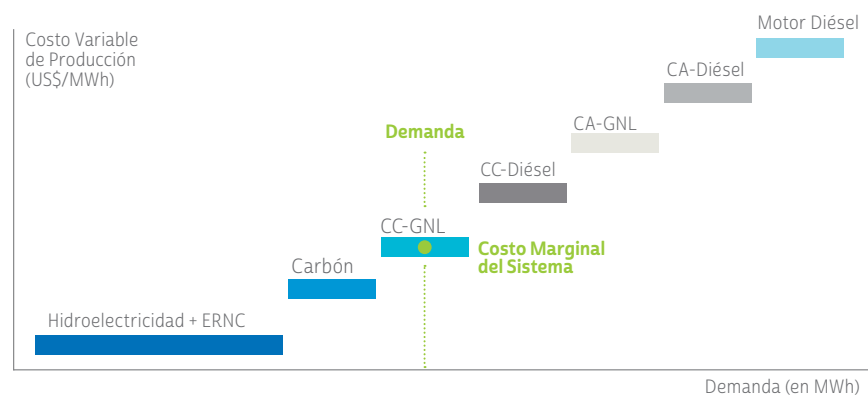 Costo Variable
de Producción
(US$/MWh)
Motor Diésel
CA-Diésel
CA-GNL
Demanda
CC-Diésel
CC-GNL
Costo Marginal
del Sistema
Carbón
Hidroelectricidad + ERNC
Demanda (en MWh)